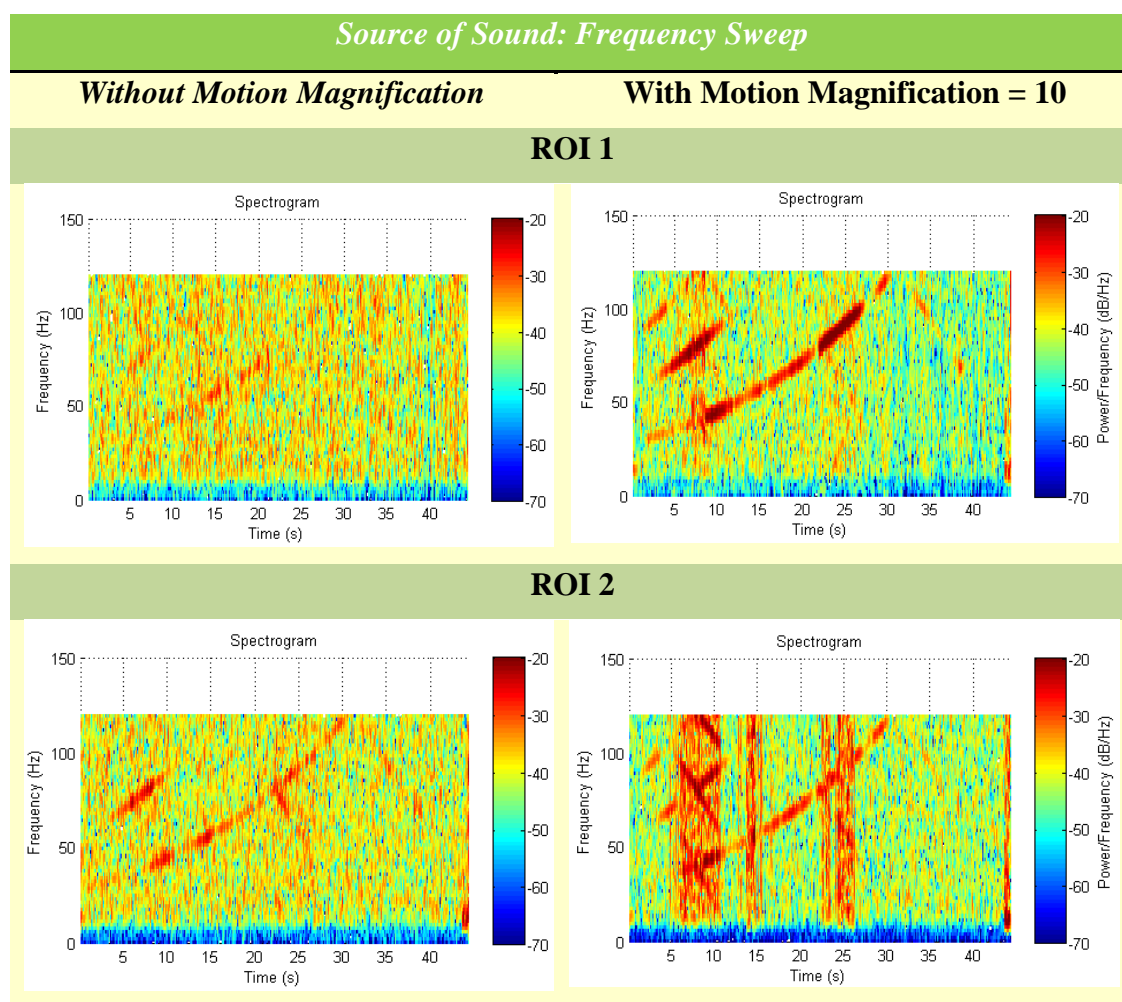 Source of Sound: Frequency Sweep
Without Motion Magnification
With Motion Magnification = 10
ROI 1
Spectrogram
150
100
50
0
Frequency (Hz)
5 10 15 20 25 30 35 40
Time (s)
-20
-30
-40
-50
-60
-70
Spectrogram
150
100
50
0
Frequency (Hz)
5 10 15 20 25 30 35 40
Time (s)
-20
-30
-40
-50
-60
-70
Power/Frequency (dB/Hz)
ROI 2
Spectrogram
150
100
50
0
Frequency (Hz)
5 10 15 20 25 30 35 40
Time (s)
-20
-30
-40
-50
-60
-70
Spectrogram
150
100
50
0
Frequency (Hz)
5 10 15 20 25 30 35 40
Time (s)
-20
-30
-40
-50
-60
-70
Power/Frequency (dB/Hz)